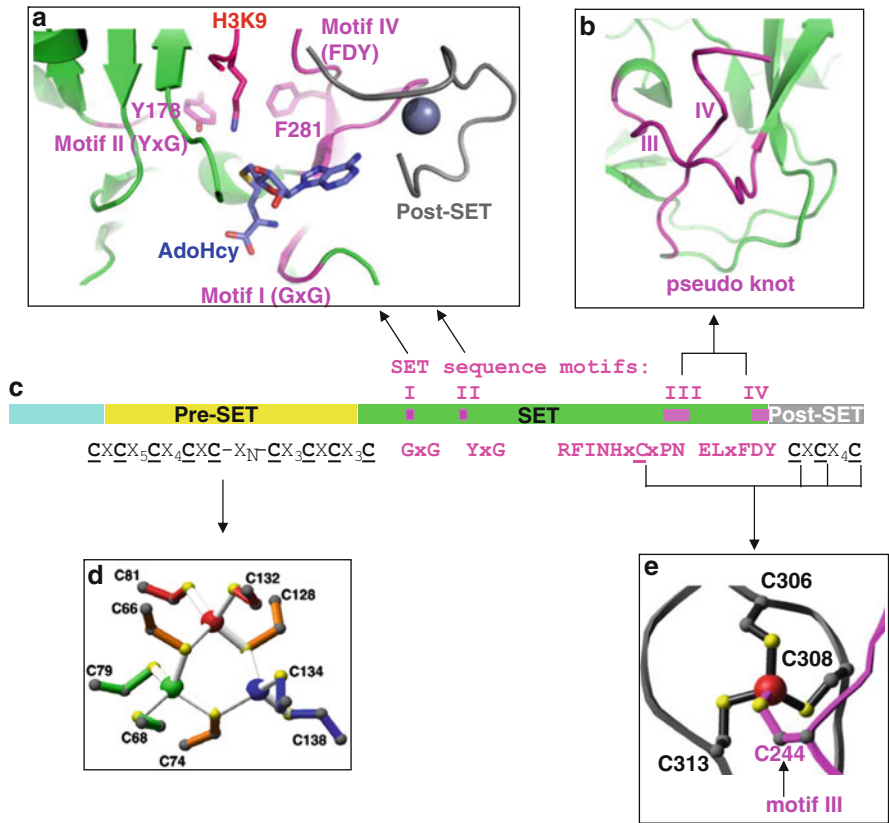 a
H3K9
Motif IV
(FDY)
Y178
Motif II (YxG)
F281
Post-SET
AdoHcy
Motif I (GxG)
b
III
IV
pseudo knot
SET sequence motifs:
c
I II III IV
Pre-SET SET Post-SET
CXCX5CX4CXC-XN-CX3CXCX3C GxG YxG RFINHxCxPN ELxFDY CXCX4C
d
C81
C132
C66
C128
C79
C134
C68
C74
C138
e
C306
C308
C313
C244
motif III